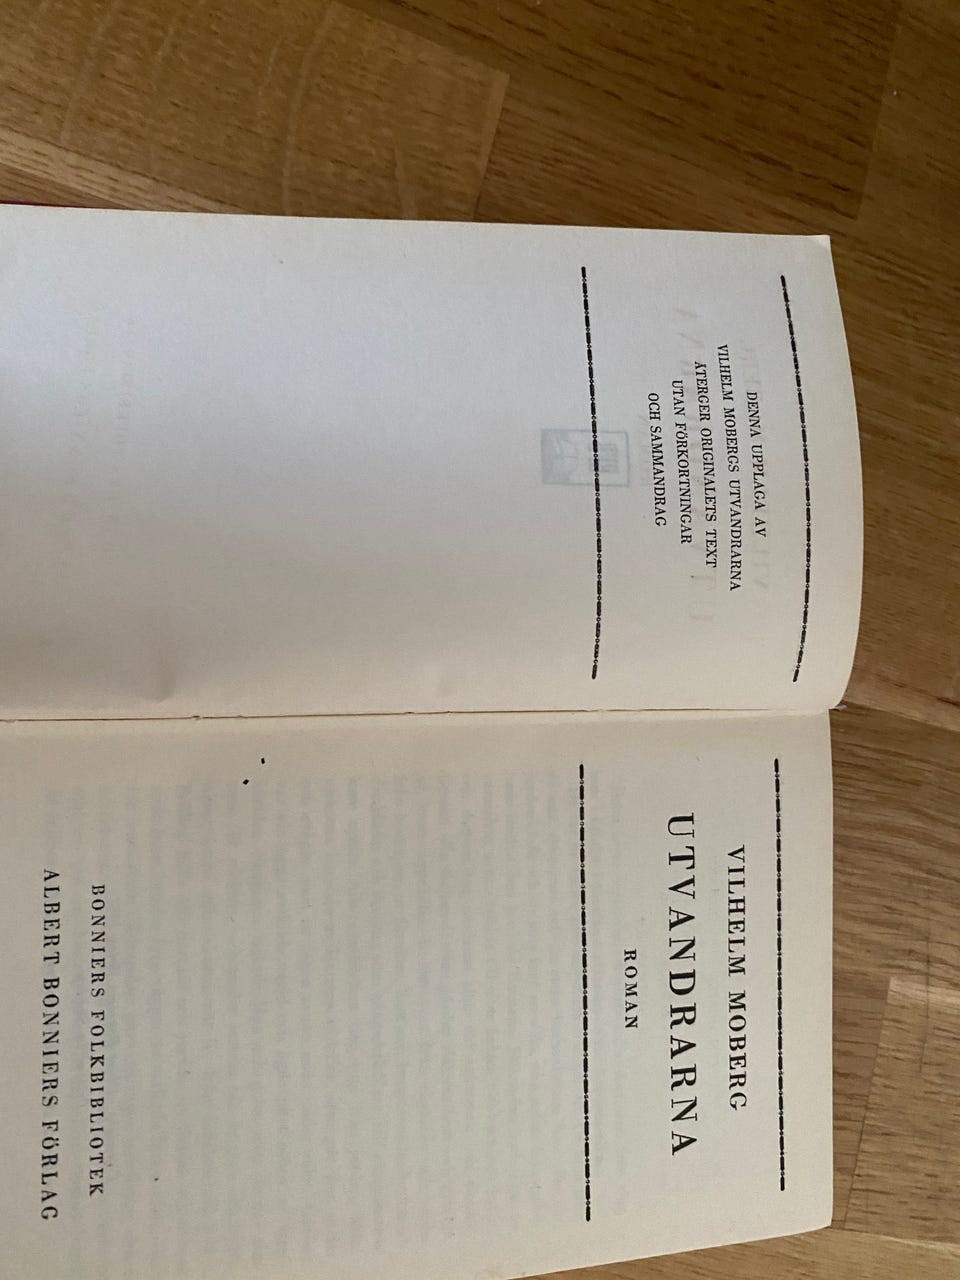 DENNA UPPLAGA AV
VILHELM MOBERGS UTVANDRARNA
ÅTERGER ORIGINALETS TEXT
UTAN FÖRKORTNINGAR
OCH SAMMANDRAG
VILHELM MOBERG
UTVANDRARNA
ROMAN
BONNIERS FOLKBIBLIOTEK
ALBERT BONNIERS FÖRLAG